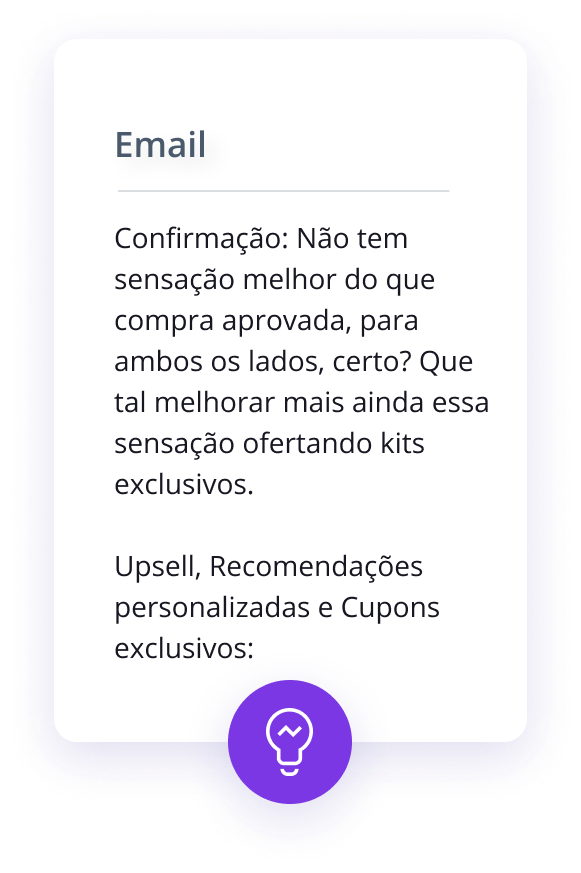 Email
Confirmação: Não tem
sensação melhor do que
compra aprovada, para
ambos os lados, certo? Que
tal melhorar mais ainda essa
sensação ofertando kits
exclusivos.
Upsell, Recomendações
personalizadas e Cupons
exclusivos: